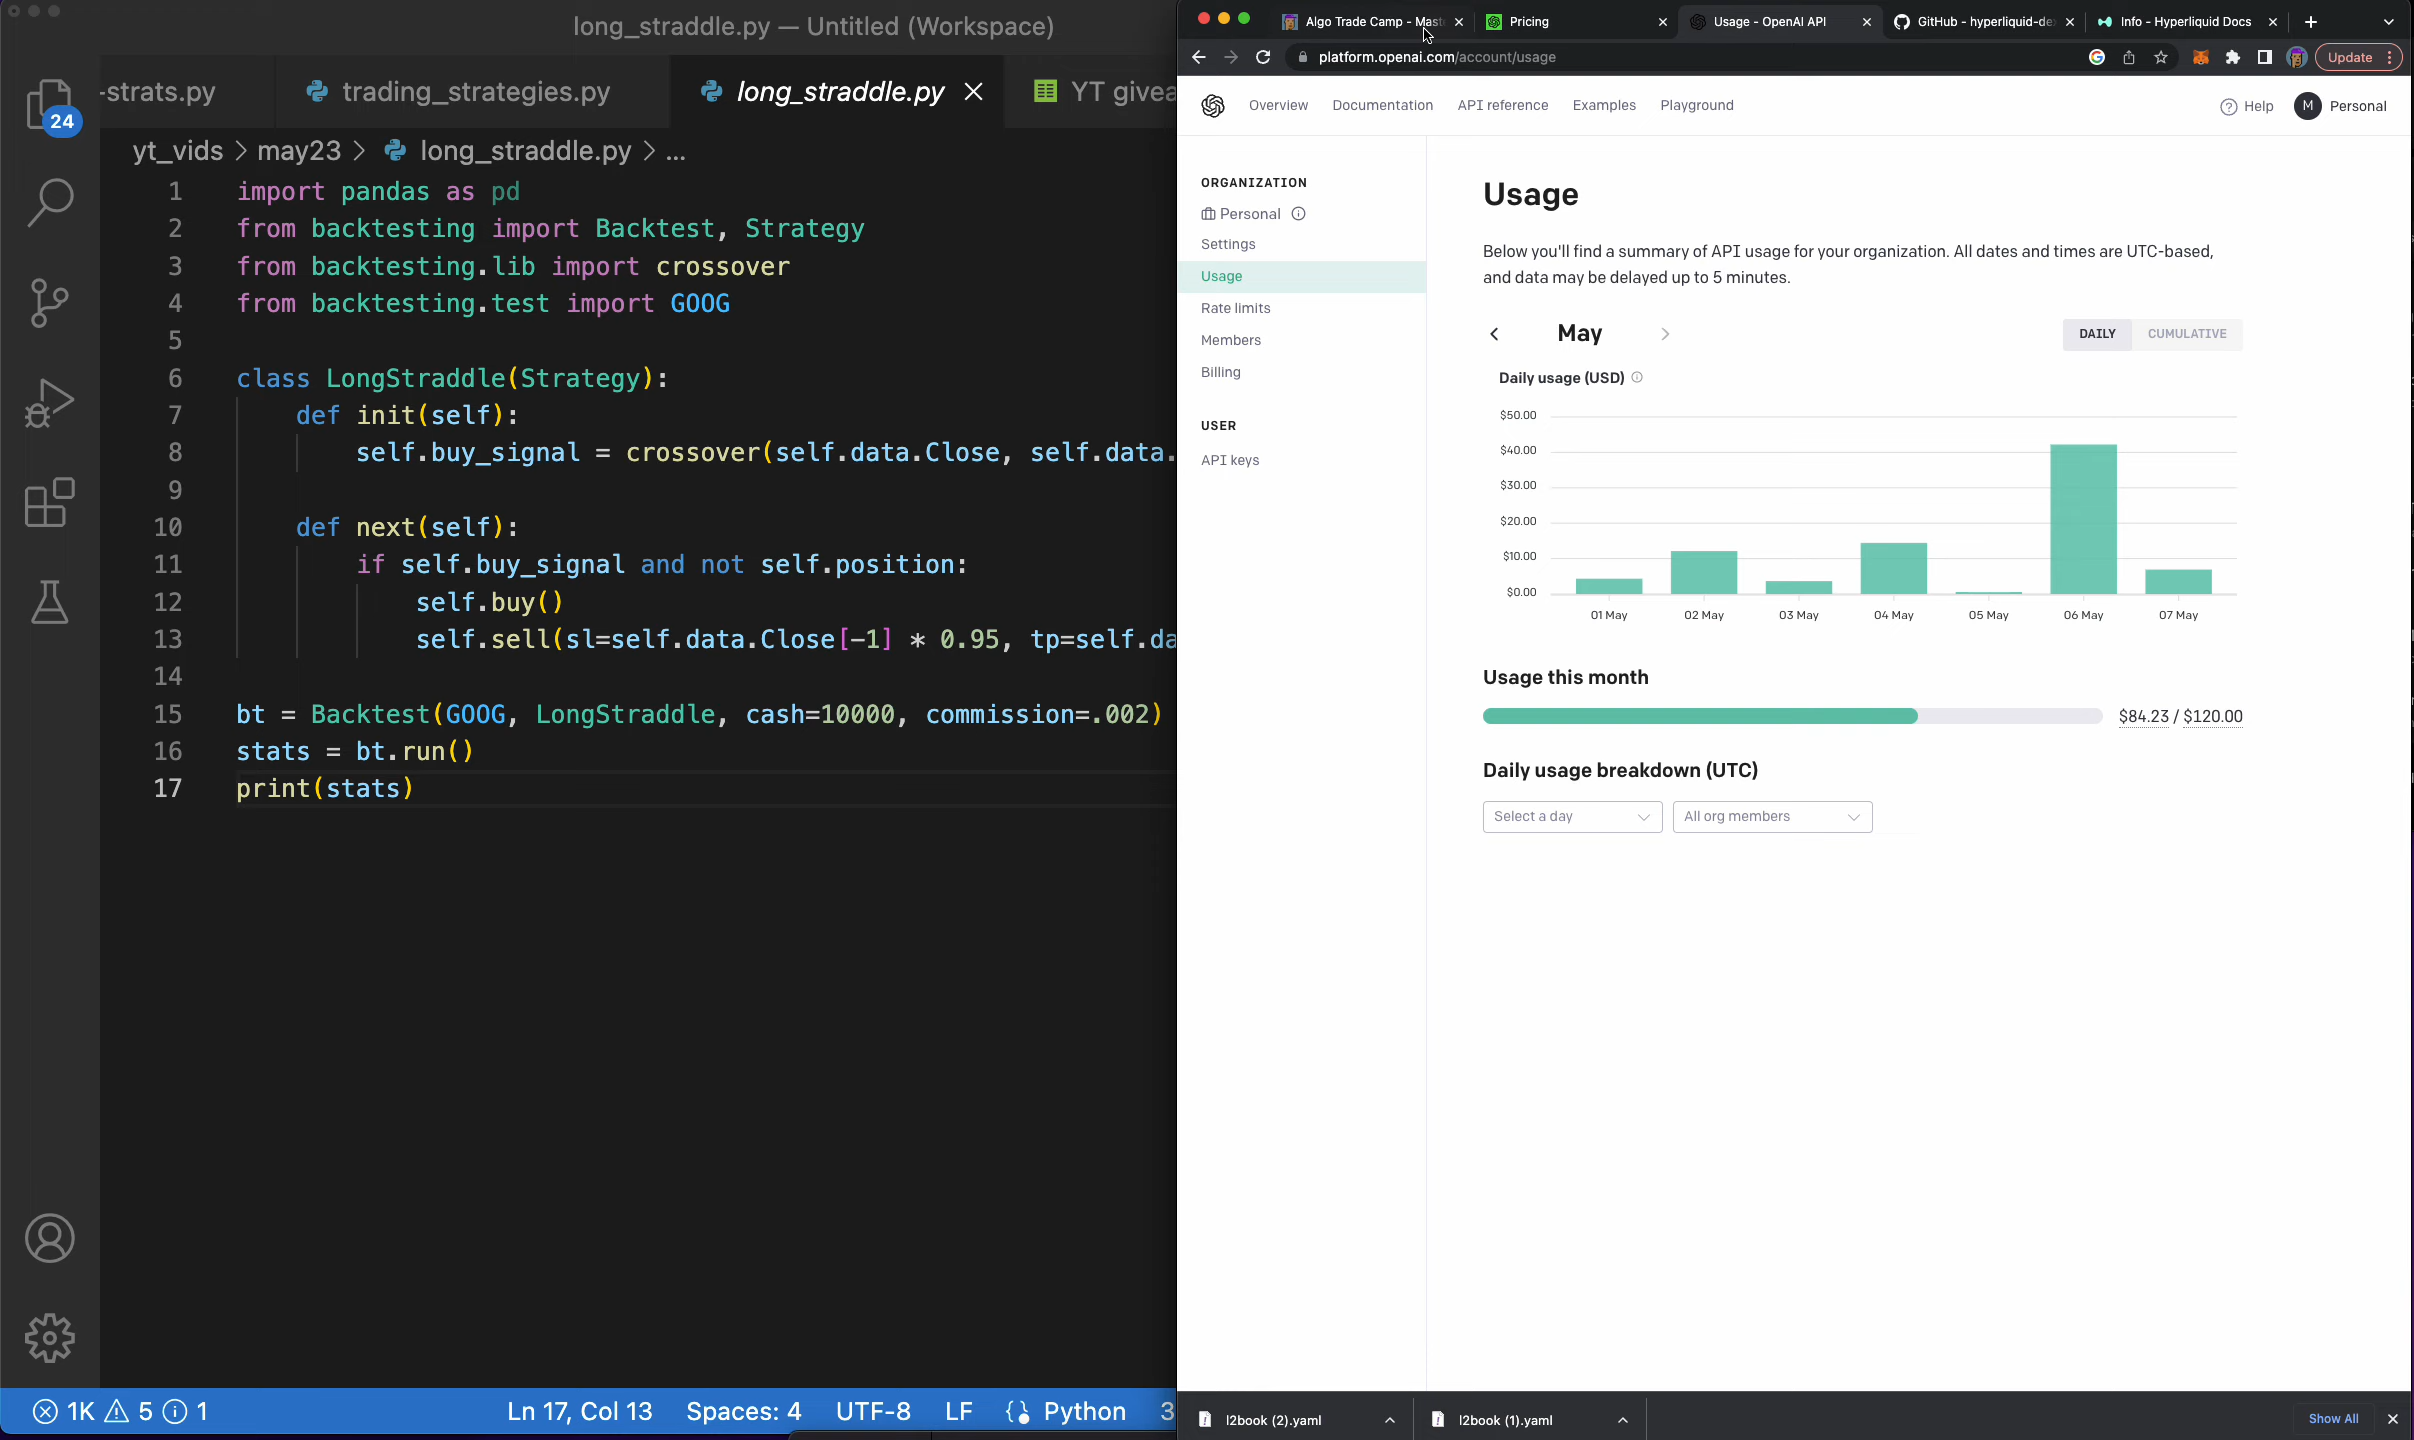 long_straddle.py — Untitled (Workspace)
24
-strats.py
trading_strategies.py
long_straddle.py
YT givea
yt_vids > may23 > long_straddle.py > ...
1 import pandas as pd
2 from backtesting import Backtest, Strategy
3 from backtesting.lib import crossover
4 from backtesting.test import GOOG
5
6 class LongStraddle(Strategy):
7 def init(self):
8 self.buy_signal = crossover(self.data.Close, self.data.
9
10 def next(self):
11 if self.buy_signal and not self.position:
12 self.buy()
13 self.sell(sl=self.data.Close[-1] * 0.95, tp=self.da
14
15 bt = Backtest(GOOG, LongStraddle, cash=10000, commission=.002)
16 stats = bt.run()
17 print(stats)
1K 5 1
Ln 17, Col 13
Spaces: 4
UTF-8
LF
Python
3
Algo Trade Camp - Maste
Pricing
Usage - OpenAI API
GitHub - hyperliquid-de
Info - Hyperliquid Docs
platform.openai.com/account/usage
Update
Overview
Documentation
API reference
Examples
Playground
Help
M
Personal
ORGANIZATION
Personal
Settings
Usage
Rate limits
Members
Billing
USER
API keys
Usage
Below you'll find a summary of API usage for your organization. All dates and times are UTC-based,
and data may be delayed up to 5 minutes.
May
DAILY
CUMULATIVE
Daily usage (USD)
$50.00
$40.00
$30.00
$20.00
$10.00
$0.00
01 May
02 May
03 May
04 May
05 May
06 May
07 May
Usage this month
$84.23 / $120.00
Daily usage breakdown (UTC)
Select a day
All org members
l2book (2).yaml
l2book (1).yaml
Show All